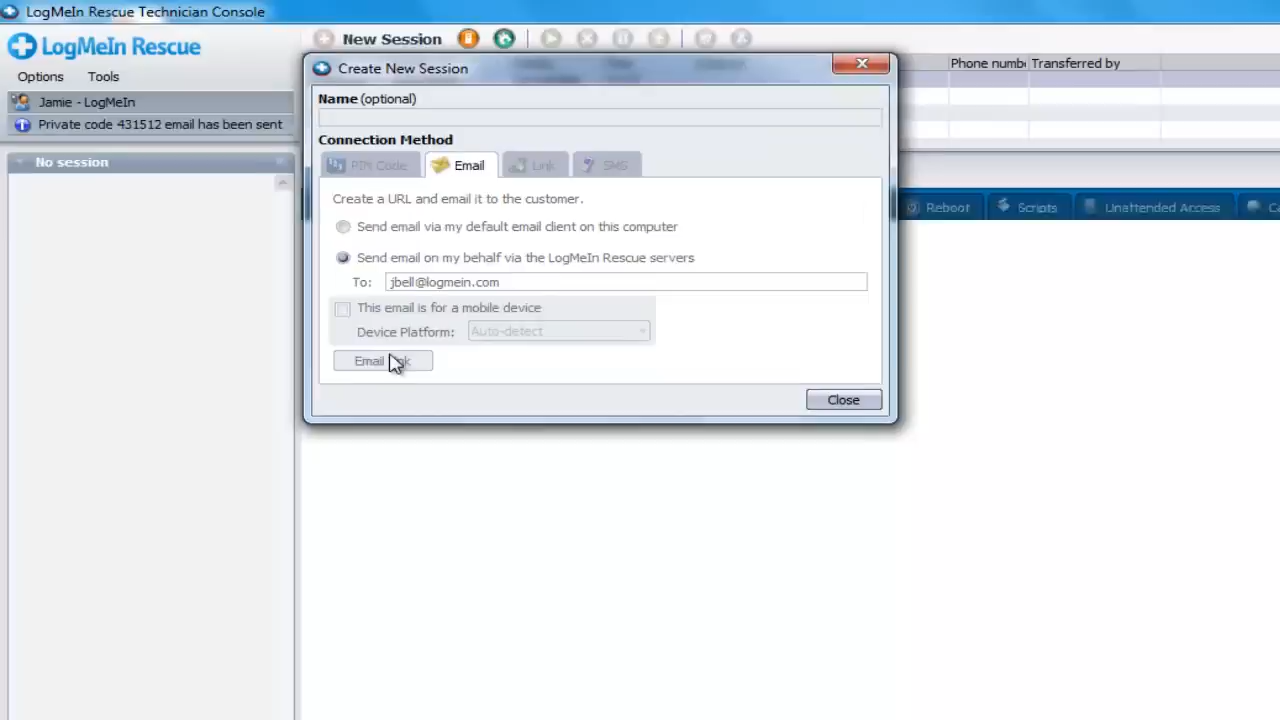 LogMeIn Rescue Technician Console
LogMeIn Rescue
New Session
Options Tools
Jamie - LogMeIn
Private code 431512 email has been sent
No session
Create New Session
Name (optional)
Connection Method
PIN Code Email Link SMS
Create a URL and email it to the customer.
Send email via my default email client on this computer
Send email on my behalf via the LogMeIn Rescue servers
To: jbell@logmein.com
This email is for a mobile device
Device Platform: Auto-detect
Email
Close
Phone numb Transferred by
Reboot Scripts Unattended Access